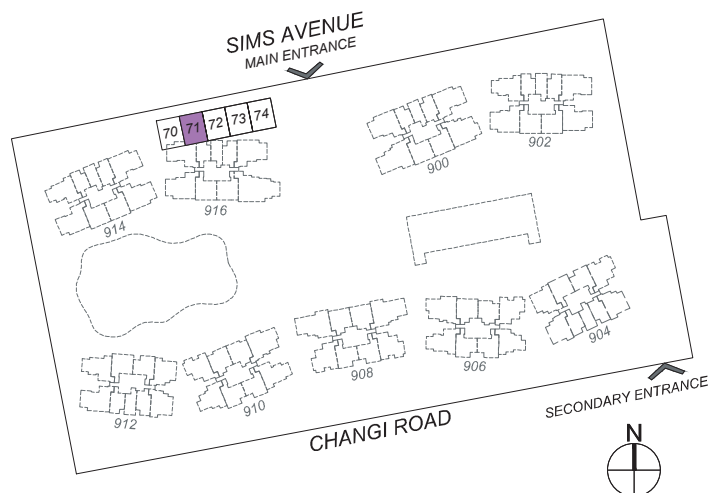 SIMS AVENUE
MAIN ENTRANCE
70 71 72 73 74
902
900
916
914
904
906
908
910
912
SECONDARY ENTRANCE
CHANGI ROAD
N